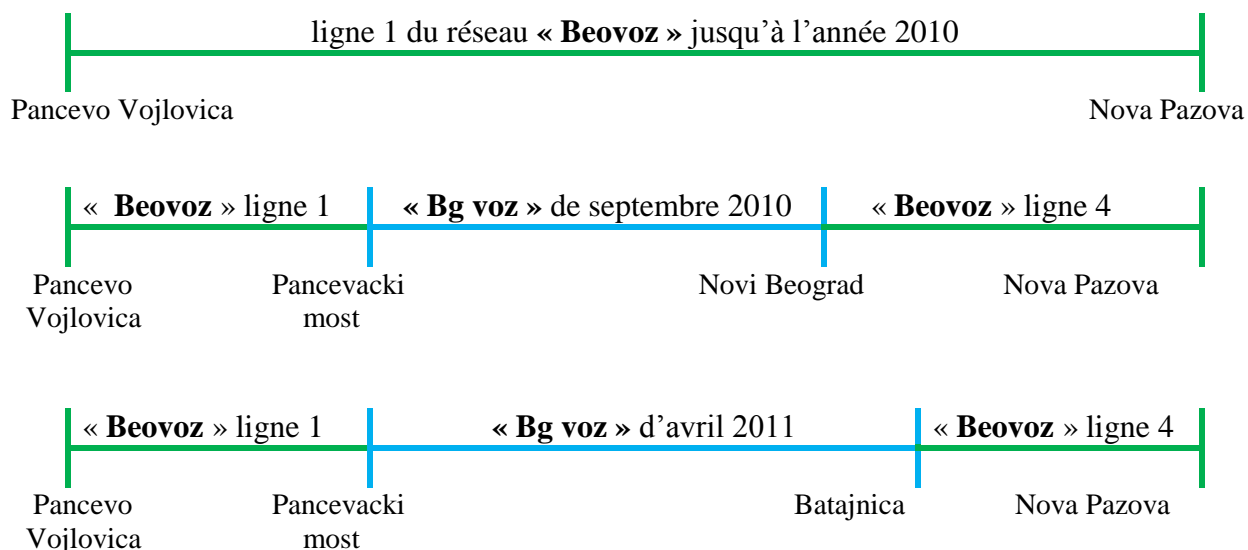 ligne 1 du réseau « Beovoz » jusqu’à l’année 2010
Pancevo Vojlovica
Nova Pazova
« Beovoz » ligne 1
« Bg voz » de septembre 2010
« Beovoz » ligne 4
Pancevo
Vojlovica
Pancevacki
most
Novi Beograd
Nova Pazova
« Beovoz » ligne 1
« Bg voz » d’avril 2011
« Beovoz » ligne 4
Pancevo
Vojlovica
Pancevacki
most
Batajnica
Nova Pazova